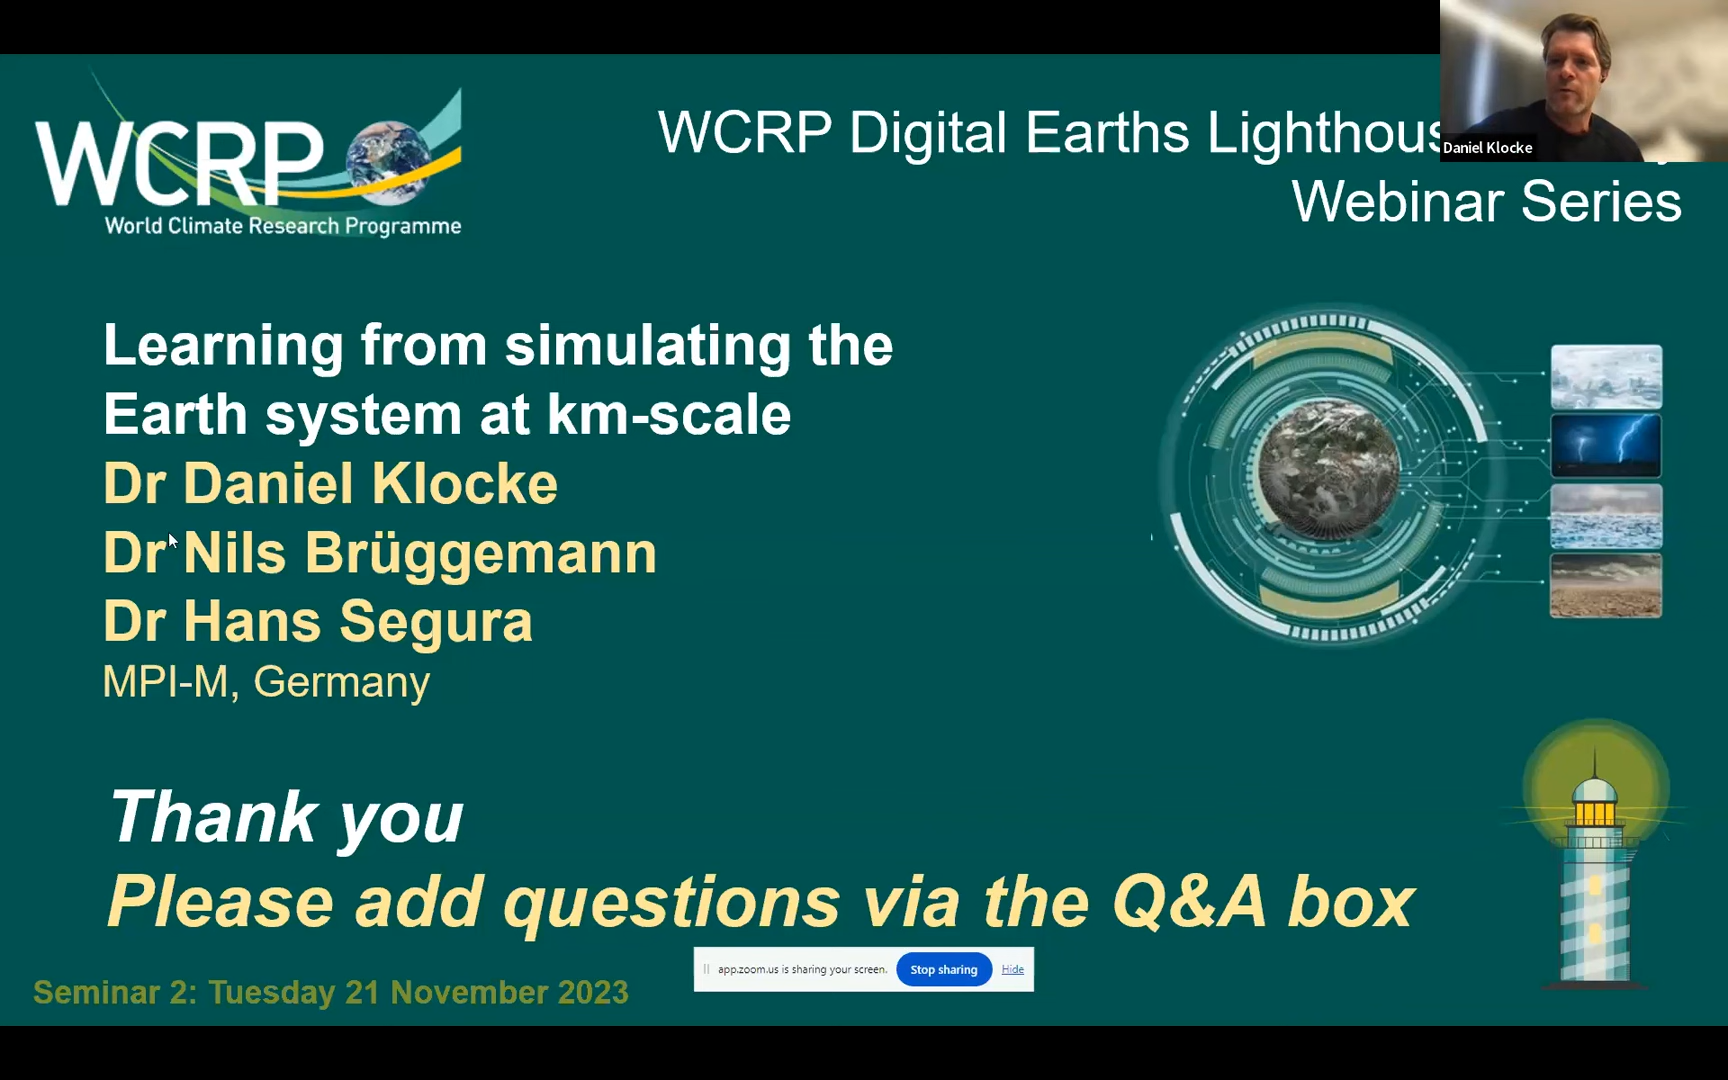 WCRP
World Climate Research Programme
WCRP Digital Earths Lighthous
Webinar Series
Daniel Klocke
Learning from simulating the
Earth system at km-scale
Dr Daniel Klocke
Dr Nils Brüggemann
Dr Hans Segura
MPI-M, Germany
Thank you
Please add questions via the Q&A box
app.zoom.us is sharing your screen.
Stop sharing
Hide
Seminar 2: Tuesday 21 November 2023